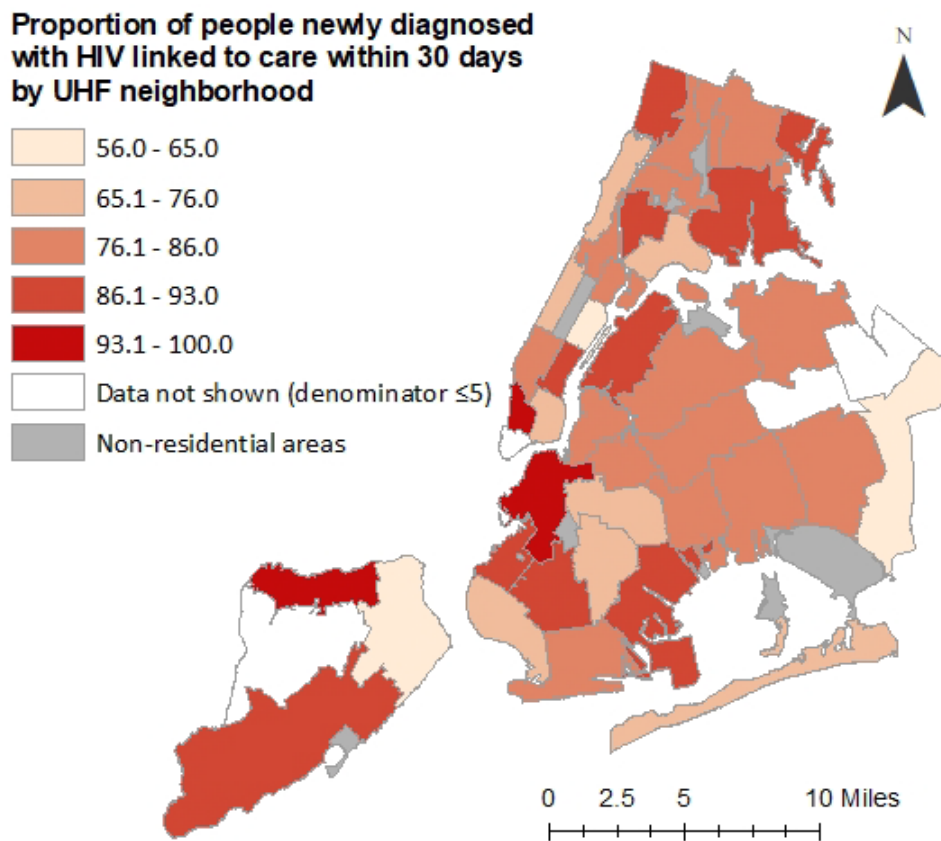 Proportion of people newly diagnosed
with HIV linked to care within 30 days
by UHF neighborhood
56.0 - 65.0
65.1 - 76.0
76.1 - 86.0
86.1 - 93.0
93.1 - 100.0
Data not shown (denominator ≤5)
Non-residential areas
N
0 2.5 5 10 Miles